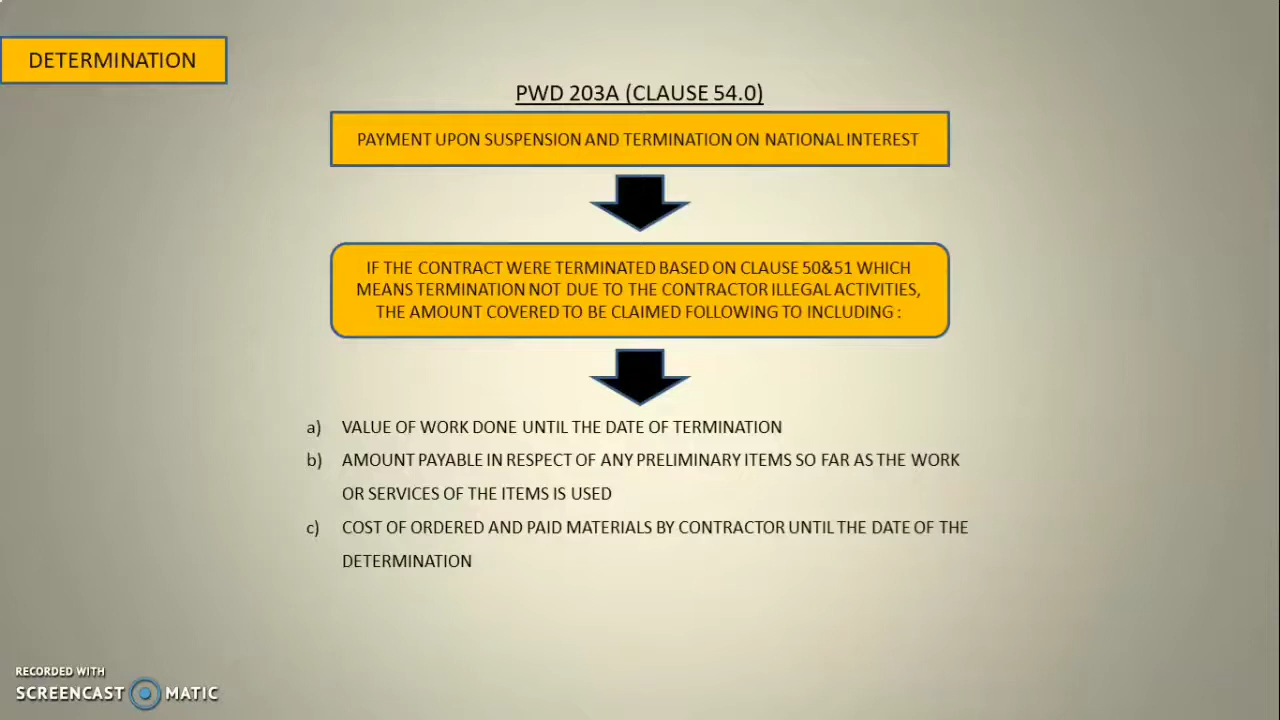 DETERMINATION
PWD 203A (CLAUSE 54.0)
PAYMENT UPON SUSPENSION AND TERMINATION ON NATIONAL INTEREST
IF THE CONTRACT WERE TERMINATED BASED ON CLAUSE 50&51 WHICH
MEANS TERMINATION NOT DUE TO THE CONTRACTOR ILLEGAL ACTIVITIES,
THE AMOUNT COVERED TO BE CLAIMED FOLLOWING TO INCLUDING :
a) VALUE OF WORK DONE UNTIL THE DATE OF TERMINATION
b) AMOUNT PAYABLE IN RESPECT OF ANY PRELIMINARY ITEMS SO FAR AS THE WORK
OR SERVICES OF THE ITEMS IS USED
c) COST OF ORDERED AND PAID MATERIALS BY CONTRACTOR UNTIL THE DATE OF THE
DETERMINATION
RECORDED WITH
SCREENCAST MATIC